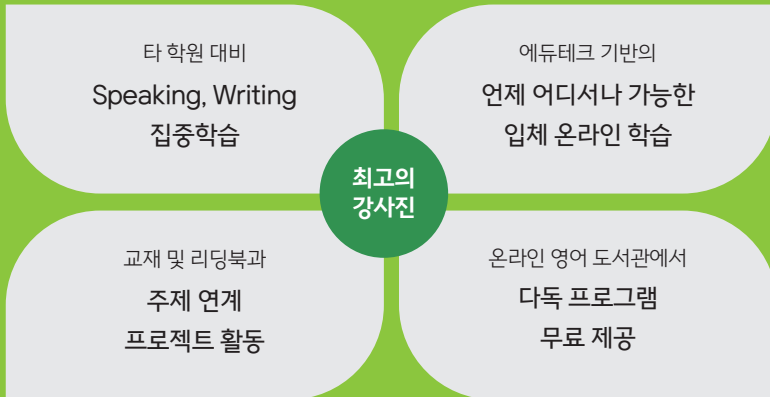 타 학원 대비
Speaking, Writing
집중학습
에듀테크 기반의
언제 어디서나 가능한
입체 온라인 학습
최고의
강사진
교재 및 리딩북과
주제 연계
프로젝트 활동
온라인 영어 도서관에서
다독 프로그램
무료 제공